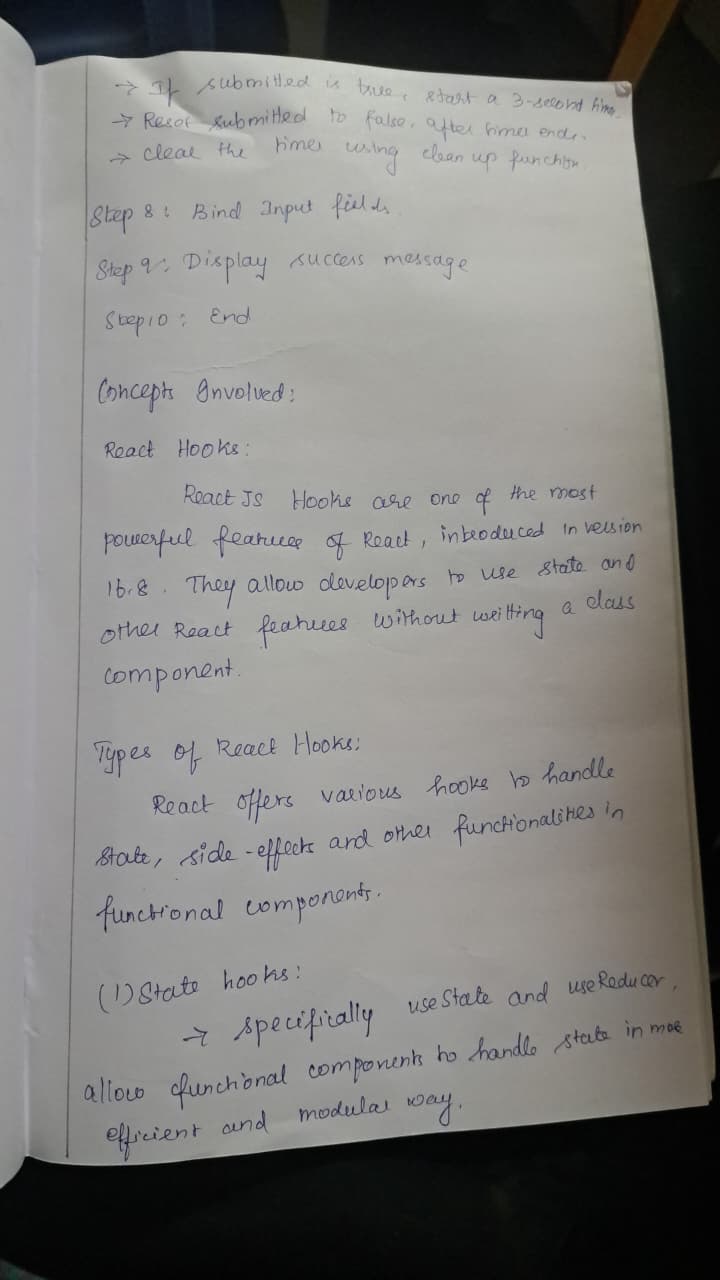 → If submitted is true, start a 3-second time.
→ Reset submitted to false, after timer ends.
→ clear the timer using clean up function.
Step 8: Bind Input fields
Step 9: Display success message
Step 10: End
Concepts Involved:
React Hooks:
React JS Hooks are one of the most
powerful features of React, introduced in version
16.8. They allow developers to use state and
other React features without writting a class
component.
Types of React Hooks:
React offers various hooks to handle
state, side-effects and other functionalities in
functional components.
(1) State hooks:
→ specifically useState and useReducer,
allow functional components to handle state in more
efficient and modular way.